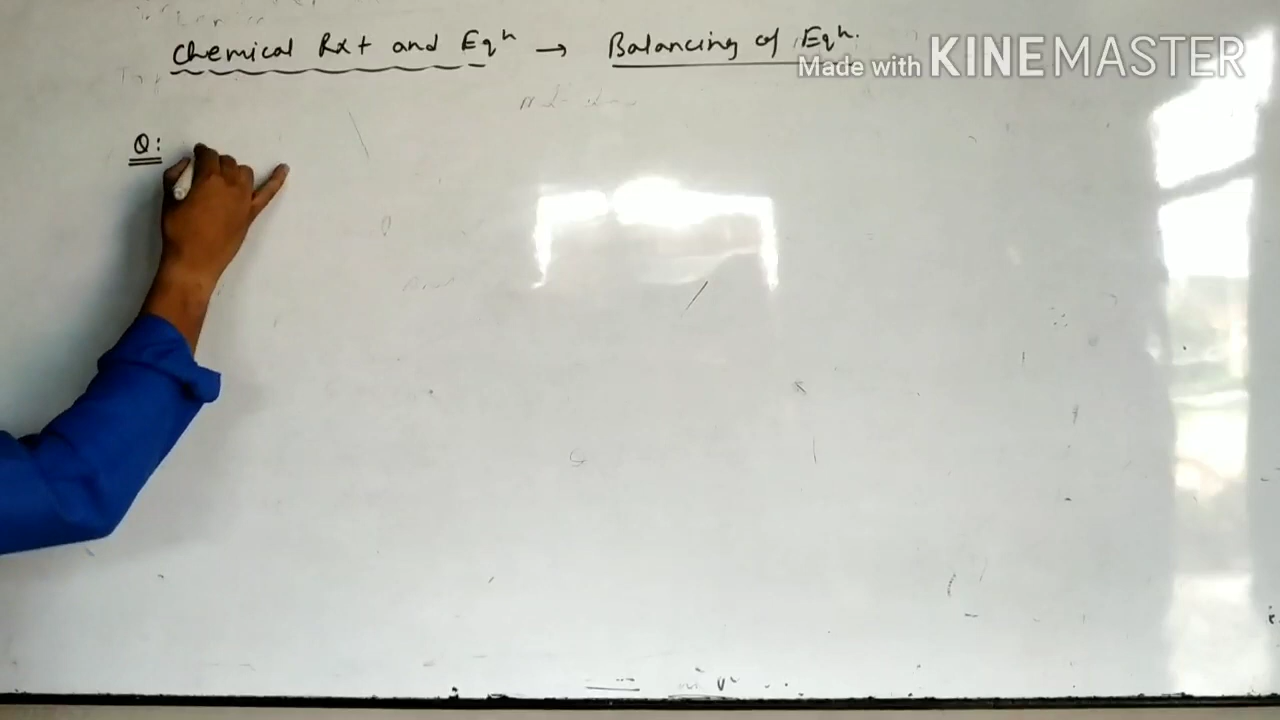 Chemical Rxt and Eqn → Balancing of Eqn.
Made with KINEMASTER
Q: